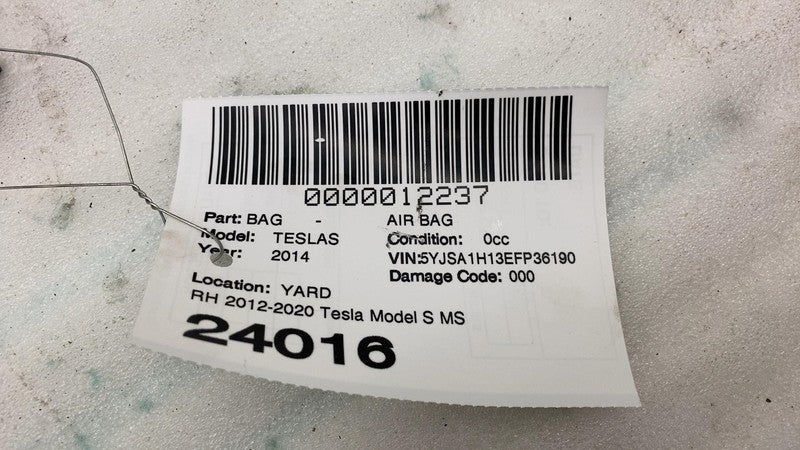 0000012237
Part: BAG - AIR BAG
Model: TESLAS Condition: 0cc
Year: 2014 VIN:5YJSA1H13EFP36190
Damage Code: 000
Location: YARD
RH 2012-2020 Tesla Model S MS
24016